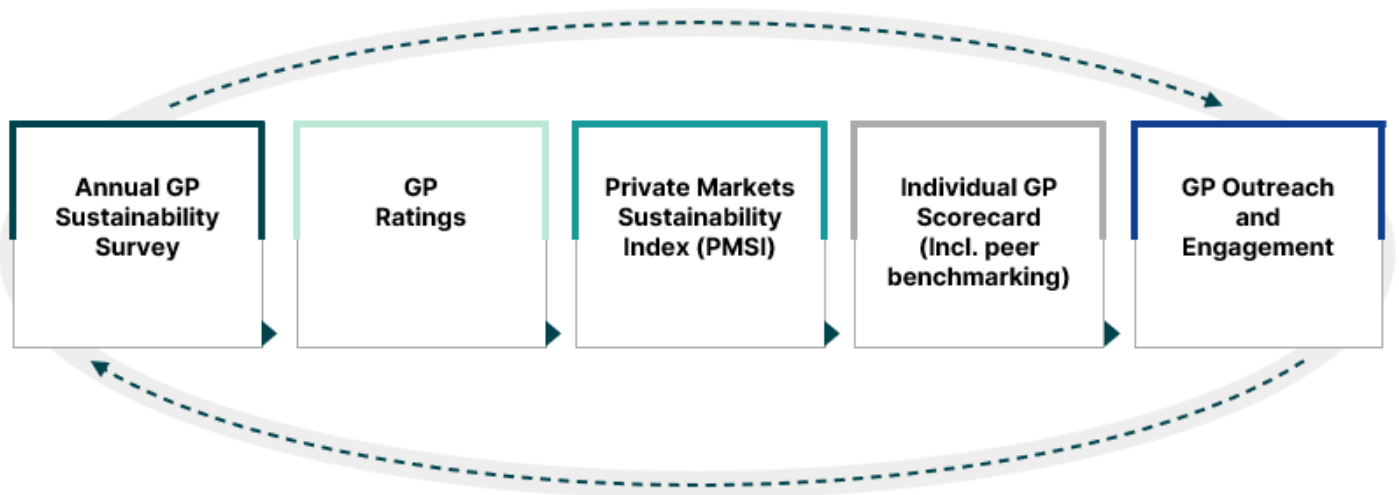 Annual GP
Sustainability
Survey
GP
Ratings
Private Markets
Sustainability
Index (PMSI)
Individual GP
Scorecard
(Incl. peer
benchmarking)
GP Outreach
and
Engagement